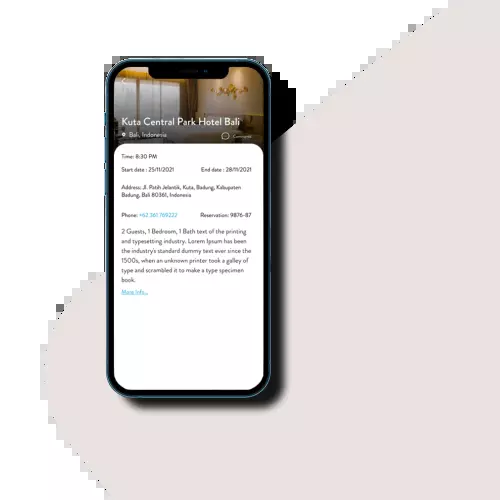 Kuta Central Park Hotel Bali
Bali, Indonesia
Comments
Time: 8:30 PM
Start date : 25/11/2021 End date : 28/11/2021
Address: Jl. Patih Jelantik, Kuta, Badung, Kabupaten
Badung, Bali 80361, Indonesia
Phone: +62 361 769222 Reservation: 9876-87
2 Guests, 1 Bedroom, 1 Bath text of the printing
and typesetting industry. Lorem Ipsum has been
the industry's standard dummy text ever since the
1500s, when an unknown printer took a galley of
type and scrambled it to make a type specimen
book.
More Info...